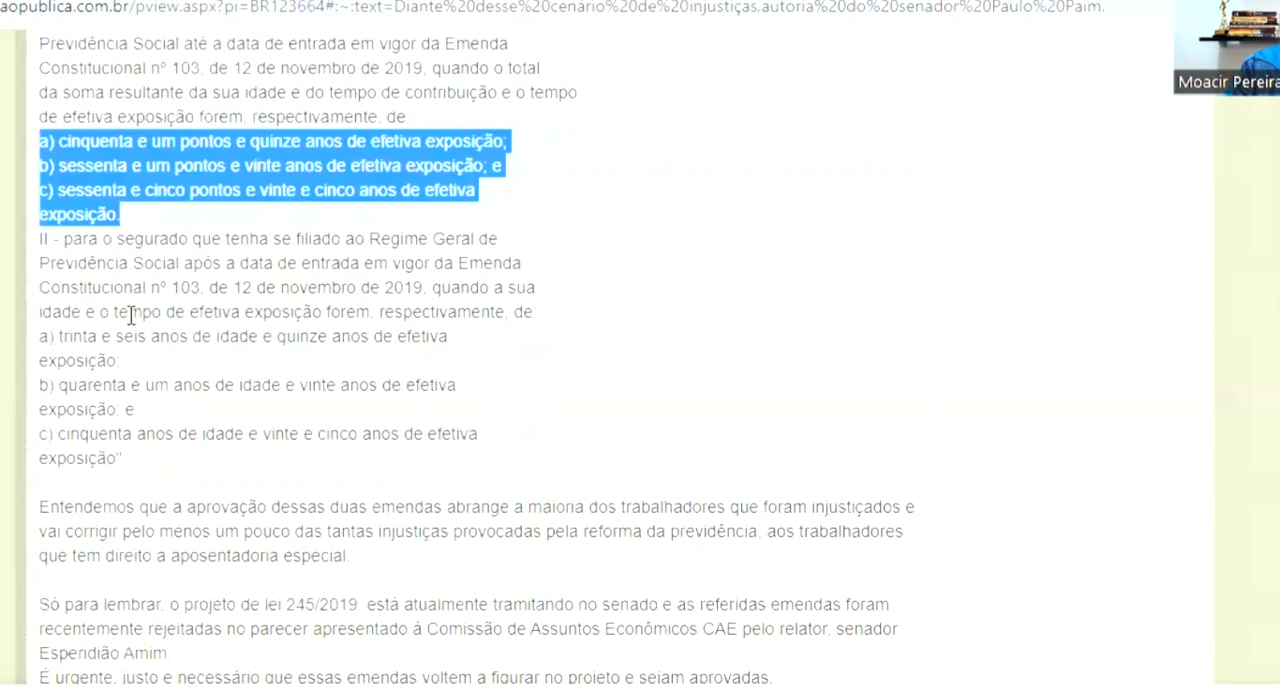 aopublica.com.br/pview.aspx?pi=BR123664#:~:text=Diante%20desse%20cenário%20de%20injustiças,autoria%20do%20senador%20Paulo%20Paim.
Moacir Pereira
Previdência Social até a data de entrada em vigor da Emenda
Constitucional nº 103, de 12 de novembro de 2019, quando o total
da soma resultante da sua idade e do tempo de contribuição e o tempo
de efetiva exposição forem, respectivamente, de:
a) cinquenta e um pontos e quinze anos de efetiva exposição;
b) sessenta e um pontos e vinte anos de efetiva exposição; e
c) sessenta e cinco pontos e vinte e cinco anos de efetiva
exposição.
II - para o segurado que tenha se filiado ao Regime Geral de
Previdência Social após a data de entrada em vigor da Emenda
Constitucional nº 103, de 12 de novembro de 2019, quando a sua
idade e o tempo de efetiva exposição forem, respectivamente, de:
a) trinta e seis anos de idade e quinze anos de efetiva
exposição;
b) quarenta e um anos de idade e vinte anos de efetiva
exposição; e
c) cinquenta anos de idade e vinte e cinco anos de efetiva
exposição"
Entendemos que a aprovação dessas duas emendas abrange a maioria dos trabalhadores que foram injustiçados e
vai corrigir pelo menos um pouco das tantas injustiças provocadas pela reforma da previdência, aos trabalhadores
que tem direito a aposentadoria especial.
Só para lembrar, o projeto de lei 245/2019, está atualmente tramitando no senado e as referidas emendas foram
recentemente rejeitadas no parecer apresentado á Comissão de Assuntos Econômicos CAE pelo relator, senador
Esperidião Amim.
É urgente, justo e necessário que essas emendas voltem a figurar no projeto e sejam aprovadas.